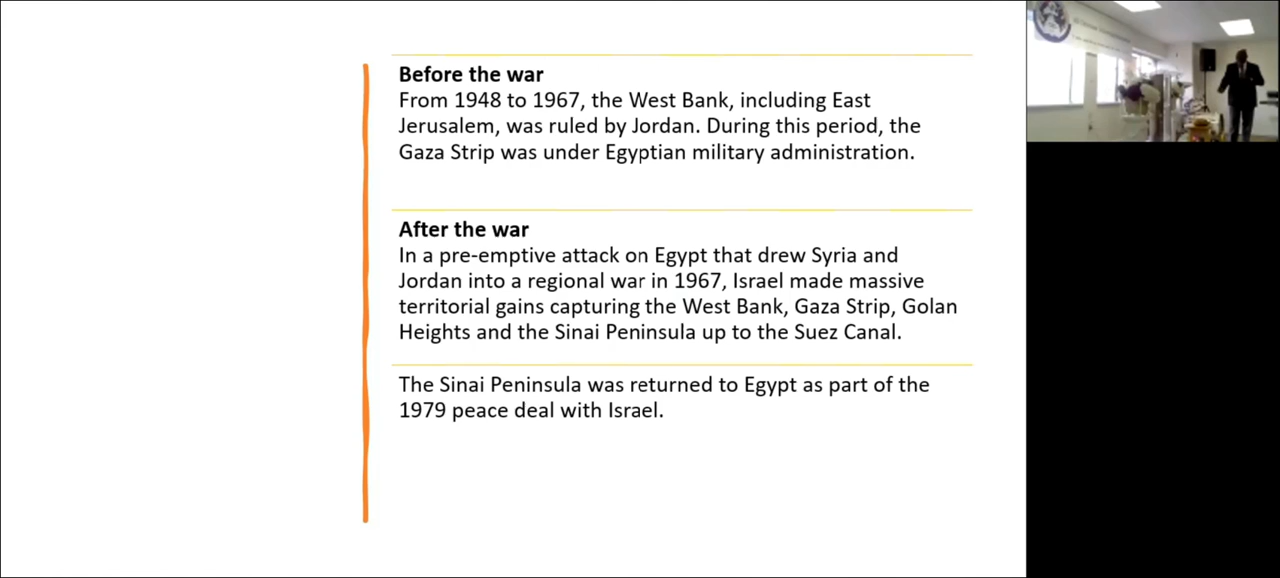 Before the war
From 1948 to 1967, the West Bank, including East
Jerusalem, was ruled by Jordan. During this period, the
Gaza Strip was under Egyptian military administration.
After the war
In a pre-emptive attack on Egypt that drew Syria and
Jordan into a regional war in 1967, Israel made massive
territorial gains capturing the West Bank, Gaza Strip, Golan
Heights and the Sinai Peninsula up to the Suez Canal.
The Sinai Peninsula was returned to Egypt as part of the
1979 peace deal with Israel.